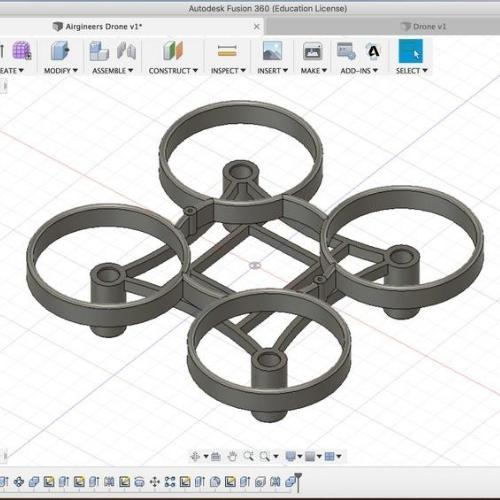 Autodesk Fusion 360 (Education License)
Airgineers Drone v1*
Drone v1
EATE
MODIFY
ASSEMBLE
CONSTRUCT
INSPECT
INSERT
MAKE
ADD-INS
SELECT